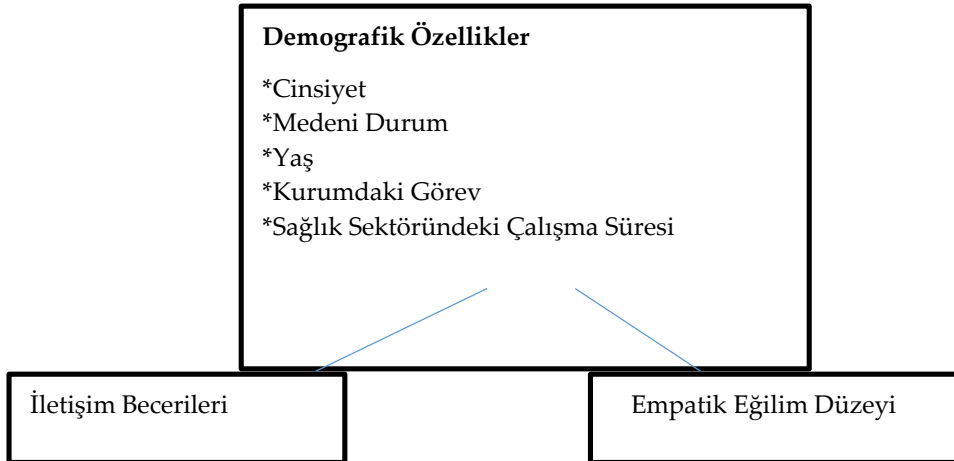 Demografik Özellikler
*Cinsiyet
*Medeni Durum
*Yaş
*Kurumdaki Görev
*Sağlık Sektöründeki Çalışma Süresi
İletişim Becerileri
Empatik Eğilim Düzeyi